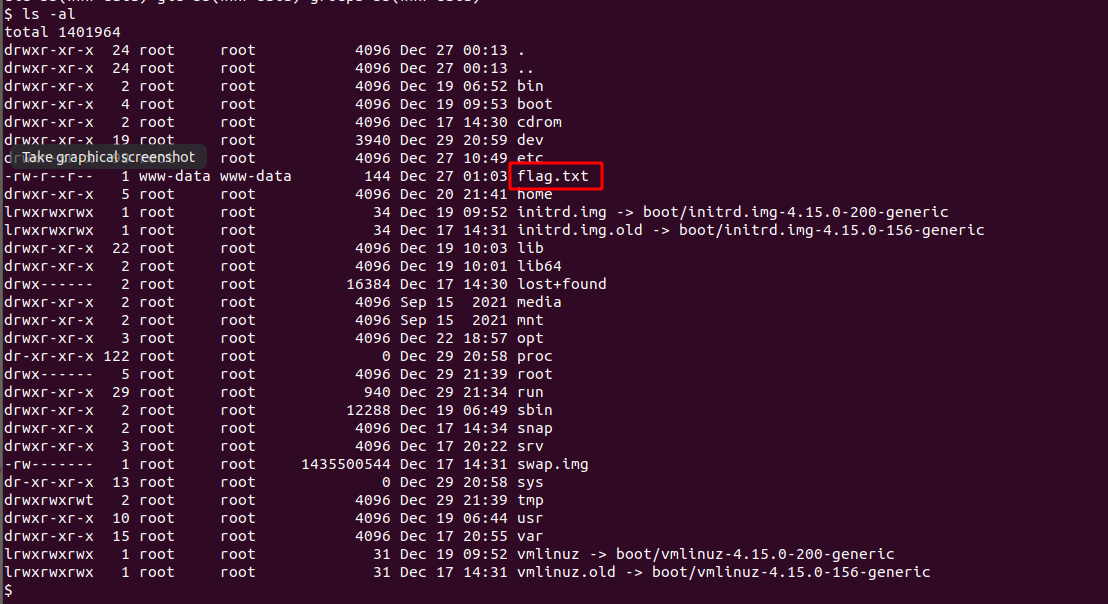 $ ls -al
total 1401964
drwxr-xr-x  24 root     root           4096 Dec 27 00:13 .
drwxr-xr-x  24 root     root           4096 Dec 27 00:13 ..
drwxr-xr-x   2 root     root           4096 Dec 19 06:52 bin
drwxr-xr-x   4 root     root           4096 Dec 19 09:53 boot
drwxr-xr-x   2 root     root           4096 Dec 17 14:30 cdrom
drwxr-xr-x  19 root     root           3940 Dec 29 20:59 dev
Take graphical screenshot root           4096 Dec 27 10:49 etc
-rw-r--r--   1 www-data www-data        144 Dec 27 01:03 flag.txt
drwxr-xr-x   5 root     root           4096 Dec 20 21:41 home
lrwxrwxrwx   1 root     root             34 Dec 19 09:52 initrd.img -> boot/initrd.img-4.15.0-200-generic
lrwxrwxrwx   1 root     root             34 Dec 17 14:31 initrd.img.old -> boot/initrd.img-4.15.0-156-generic
drwxr-xr-x  22 root     root           4096 Dec 19 10:03 lib
drwxr-xr-x   2 root     root           4096 Dec 19 10:01 lib64
drwx------   2 root     root          16384 Dec 17 14:30 lost+found
drwxr-xr-x   2 root     root           4096 Sep 15  2021 media
drwxr-xr-x   2 root     root           4096 Sep 15  2021 mnt
drwxr-xr-x   3 root     root           4096 Dec 22 18:57 opt
dr-xr-xr-x 122 root     root              0 Dec 29 20:58 proc
drwx------   5 root     root           4096 Dec 29 21:39 root
drwxr-xr-x  29 root     root            940 Dec 29 21:34 run
drwxr-xr-x   2 root     root          12288 Dec 19 06:49 sbin
drwxr-xr-x   2 root     root           4096 Dec 17 14:34 snap
drwxr-xr-x   3 root     root           4096 Dec 17 20:22 srv
-rw-------   1 root     root     1435500544 Dec 17 14:31 swap.img
dr-xr-xr-x  13 root     root              0 Dec 29 20:58 sys
drwxrwxrwt   2 root     root           4096 Dec 29 21:39 tmp
drwxr-xr-x  10 root     root           4096 Dec 19 06:44 usr
drwxr-xr-x  15 root     root           4096 Dec 17 20:55 var
lrwxrwxrwx   1 root     root             31 Dec 19 09:52 vmlinuz -> boot/vmlinuz-4.15.0-200-generic
lrwxrwxrwx   1 root     root             31 Dec 17 14:31 vmlinuz.old -> boot/vmlinuz-4.15.0-156-generic
$